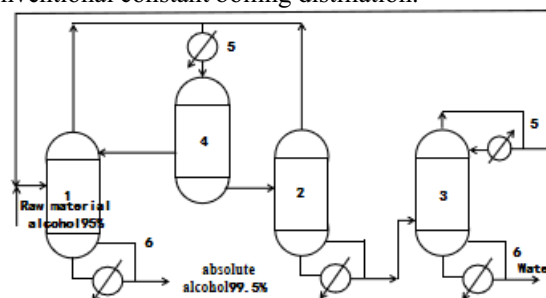 nventional constant boiling distillation.
5
4
1
2
3
5
Raw material
alcohol95%
6
absolute
alcohol99.5%
6
Wate